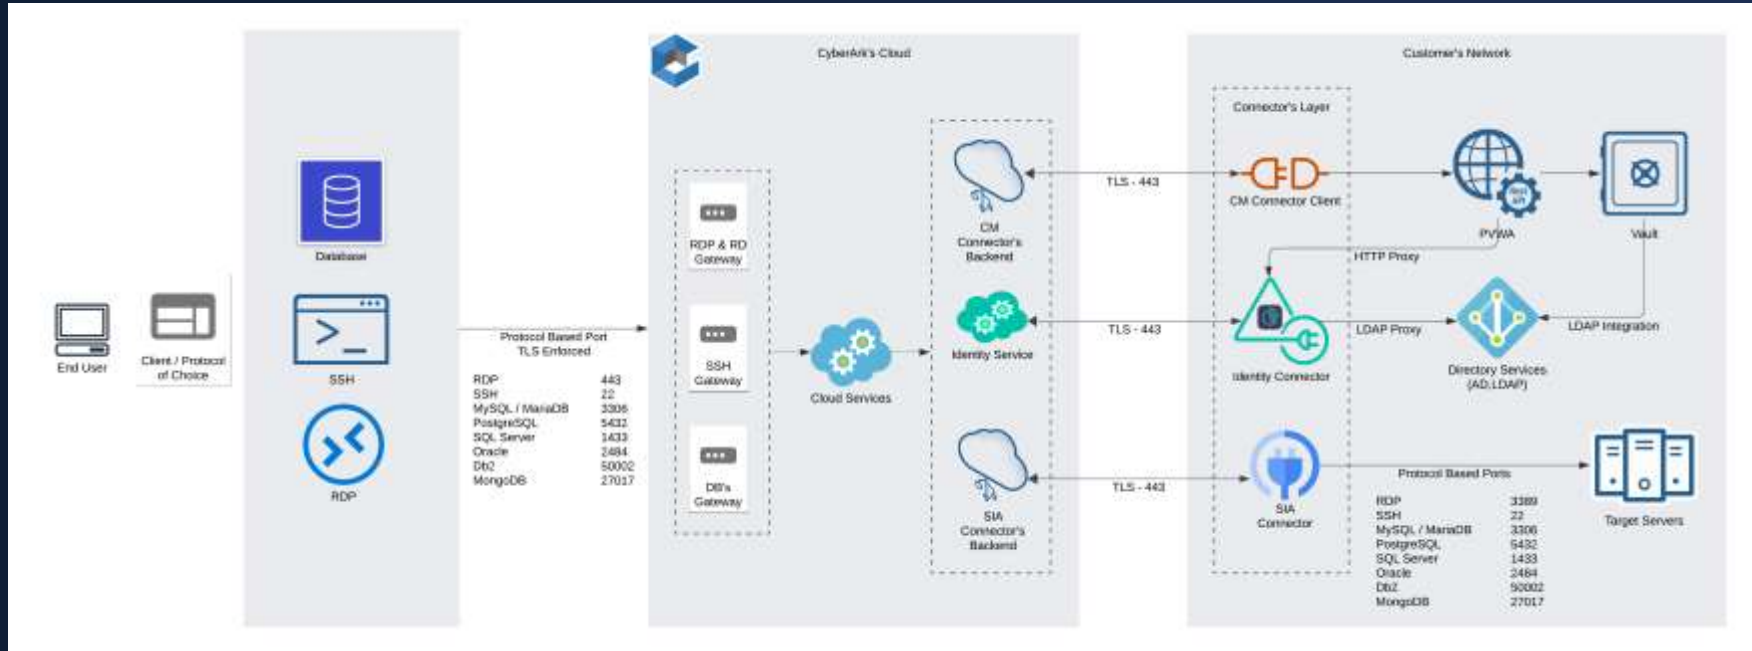 End User
Client / Protocol
of Choice
Database
SSH
RDP
Protocol Based Port
TLS Enforced
RDP 443
SSH 22
MySQL / MariaDB 3306
PostgreSQL 5432
SQL Server 1433
Oracle 2484
Db2 50002
MongoDB 27017
CyberArk's Cloud
RDP & RD
Gateway
SSH
Gateway
DB's
Gateway
Cloud Services
CM
Connector's
Backend
Identity Service
SIA
Connector's
Backend
TLS - 443
TLS - 443
TLS - 443
Customer's Network
Connector's Layer
CM Connector Client
Identity Connector
SIA
Connector
Rest
API
PVWA
Vault
HTTP Proxy
LDAP Proxy
LDAP Integration
Directory Services
(AD,LDAP)
Protocol Based Ports
RDP 3389
SSH 22
MySQL / MariaDB 3306
PostgreSQL 5432
SQL Server 1433
Oracle 2484
Db2 50002
MongoDB 27017
Target Servers